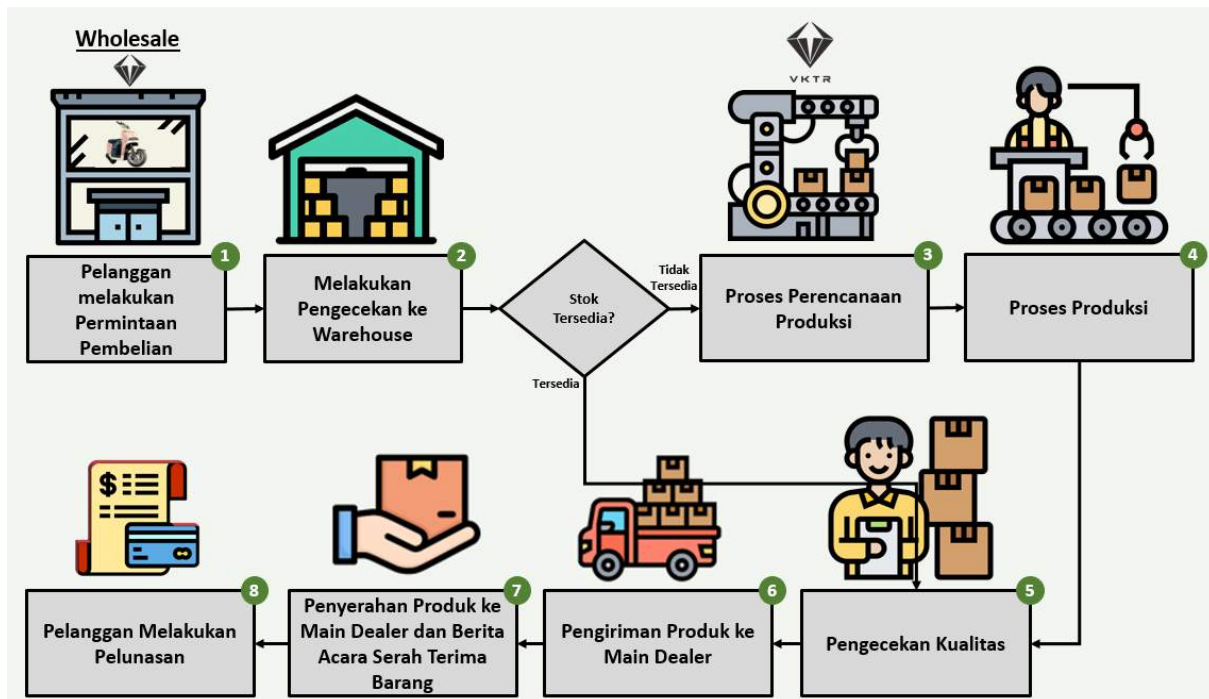 Wholesale
VKTR
1
Pelanggan
melakukan
Permintaan
Pembelian
2
Melakukan
Pengecekan ke
Warehouse
Stok
Tersedia?
Tidak
Tersedia
Tersedia
3
Proses Perencanaan
Produksi
4
Proses Produksi
8
Pelanggan Melakukan
Pelunasan
7
Penyerahan Produk ke
Main Dealer dan Berita
Acara Serah Terima
Barang
6
Pengiriman Produk ke
Main Dealer
5
Pengecekan Kualitas
$